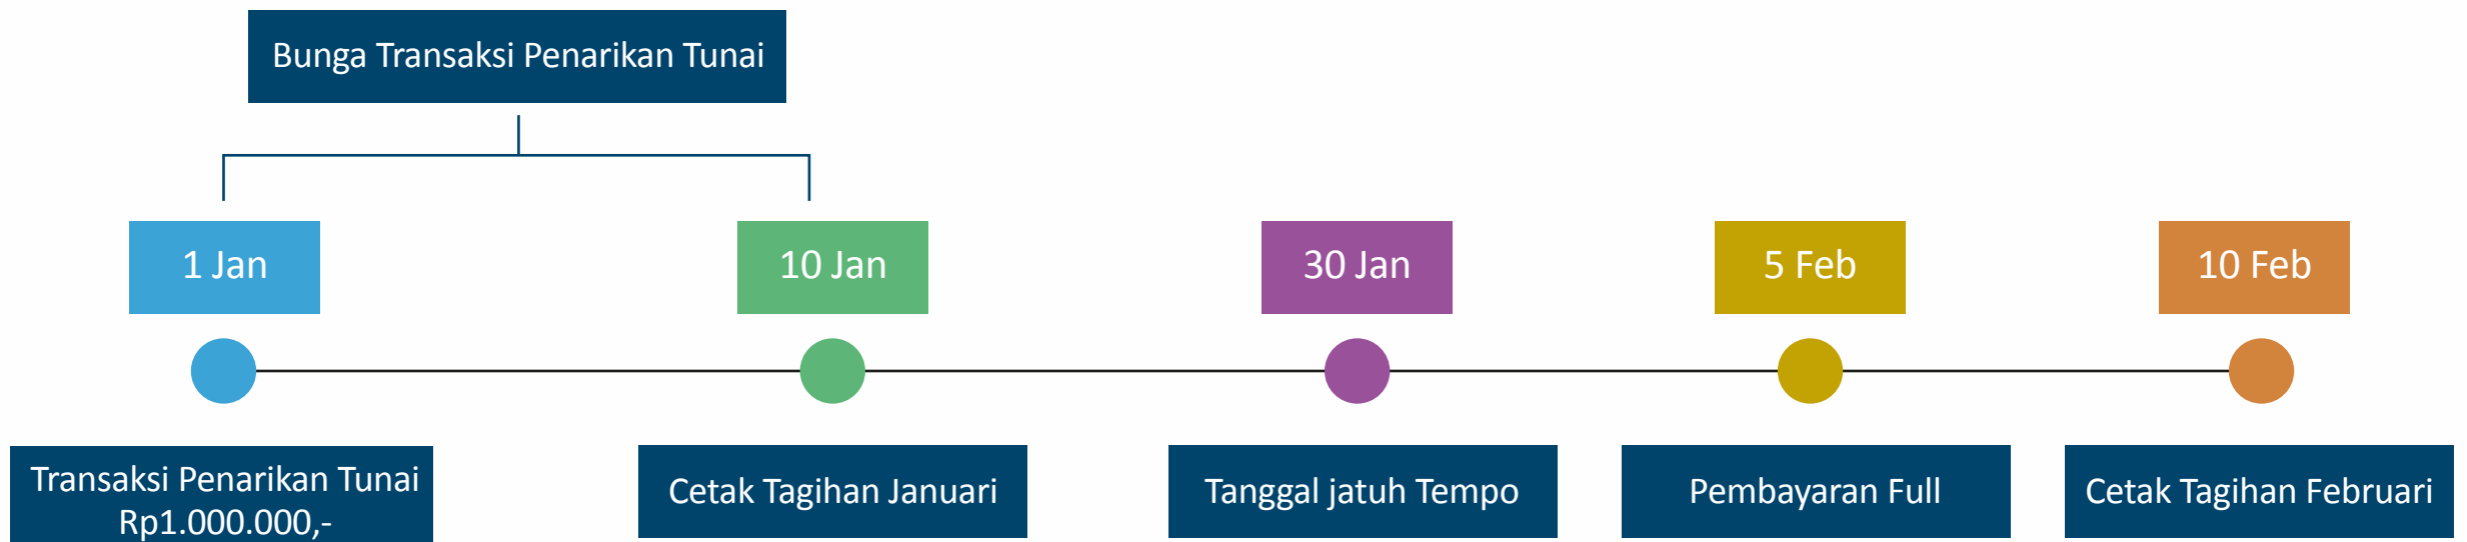 Bunga Transaksi Penarikan Tunai
1 Jan
10 Jan
30 Jan
5 Feb
10 Feb
Transaksi Penarikan Tunai
Rp1.000.000,-
Cetak Tagihan Januari
Tanggal jatuh Tempo
Pembayaran Full
Cetak Tagihan Februari